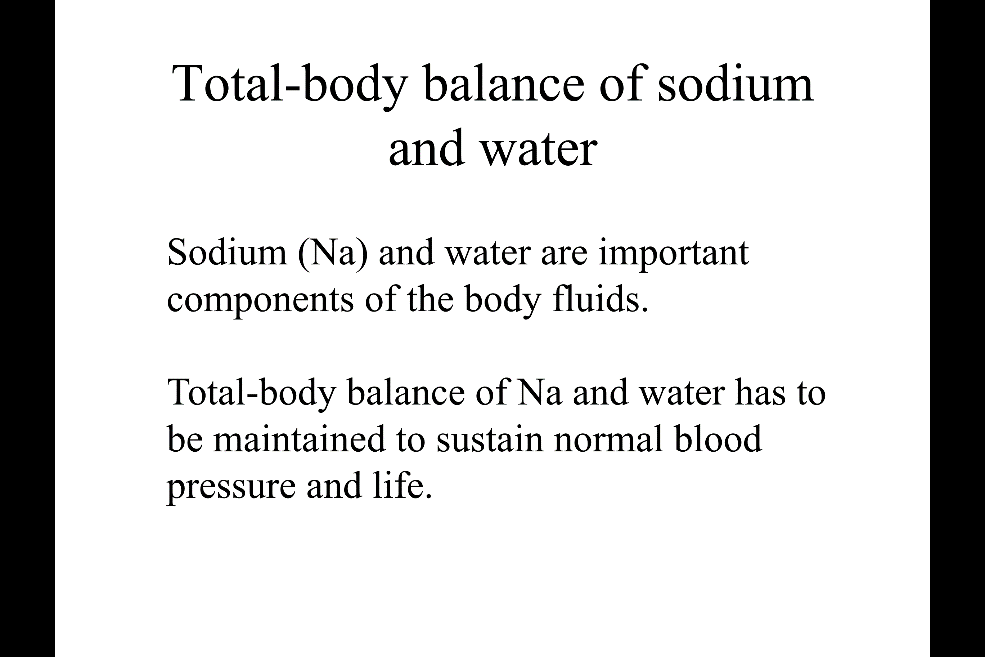 Total-body balance of sodium
and water
Sodium (Na) and water are important
components of the body fluids.
Total-body balance of Na and water has to
be maintained to sustain normal blood
pressure and life.